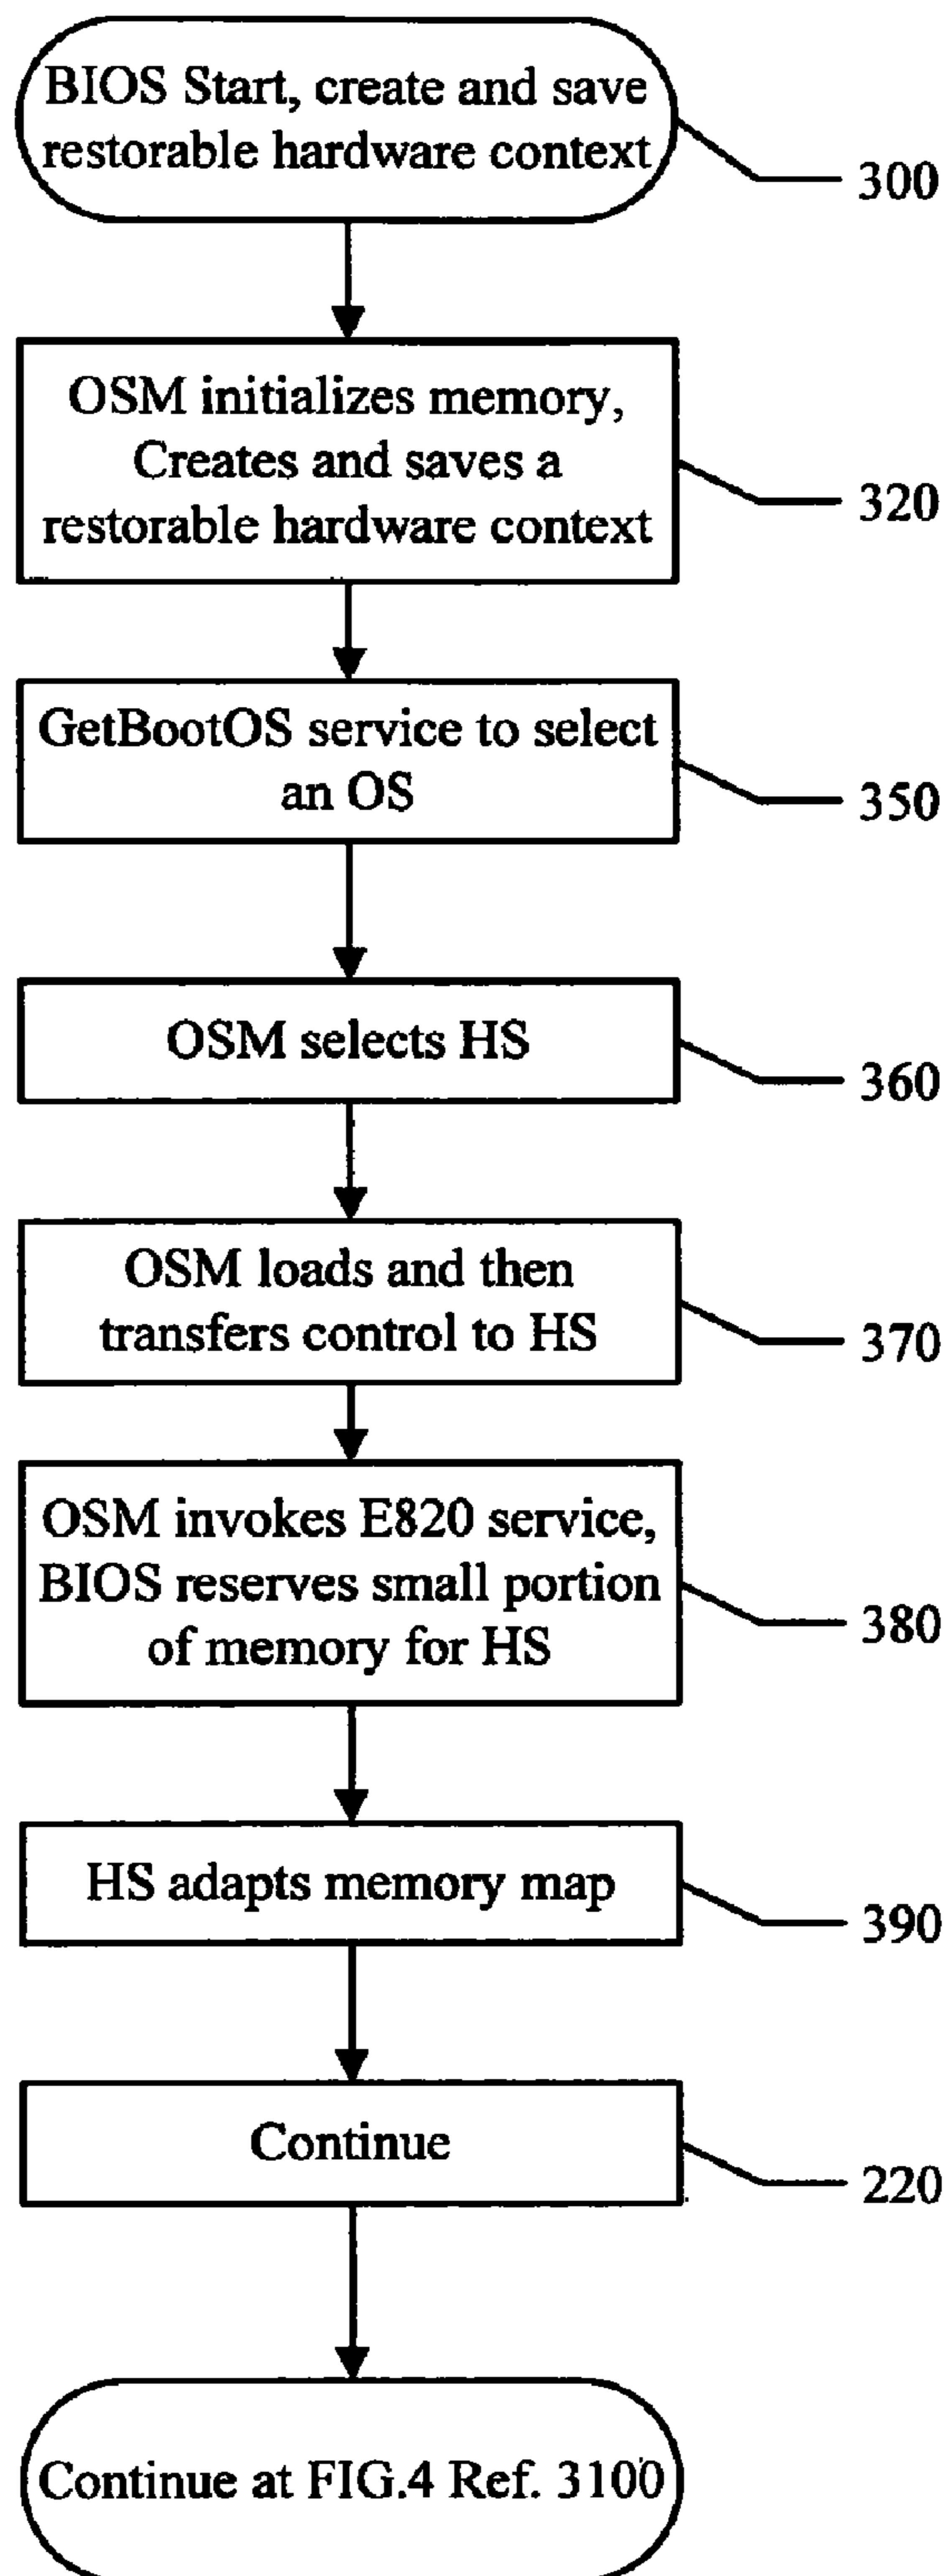 BIOS Start, create and save
restorable hardware context
300
OSM initializes memory,
Creates and saves a
restorable hardware context
320
GetBootOS service to select
an OS
350
OSM selects HS
360
OSM loads and then
transfers control to HS
370
OSM invokes E820 service,
BIOS reserves small portion
of memory for HS
380
HS adapts memory map
390
Continue
220
Continue at FIG.4 Ref. 3100